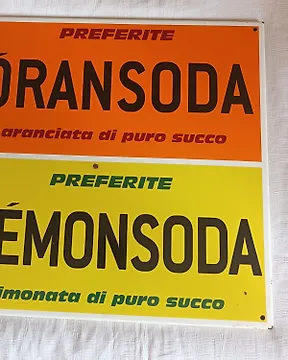 PREFERITE
ÓRANSODA
aranciata di puro succo
PREFERITE
ÉMONSODA
imonata di puro succo